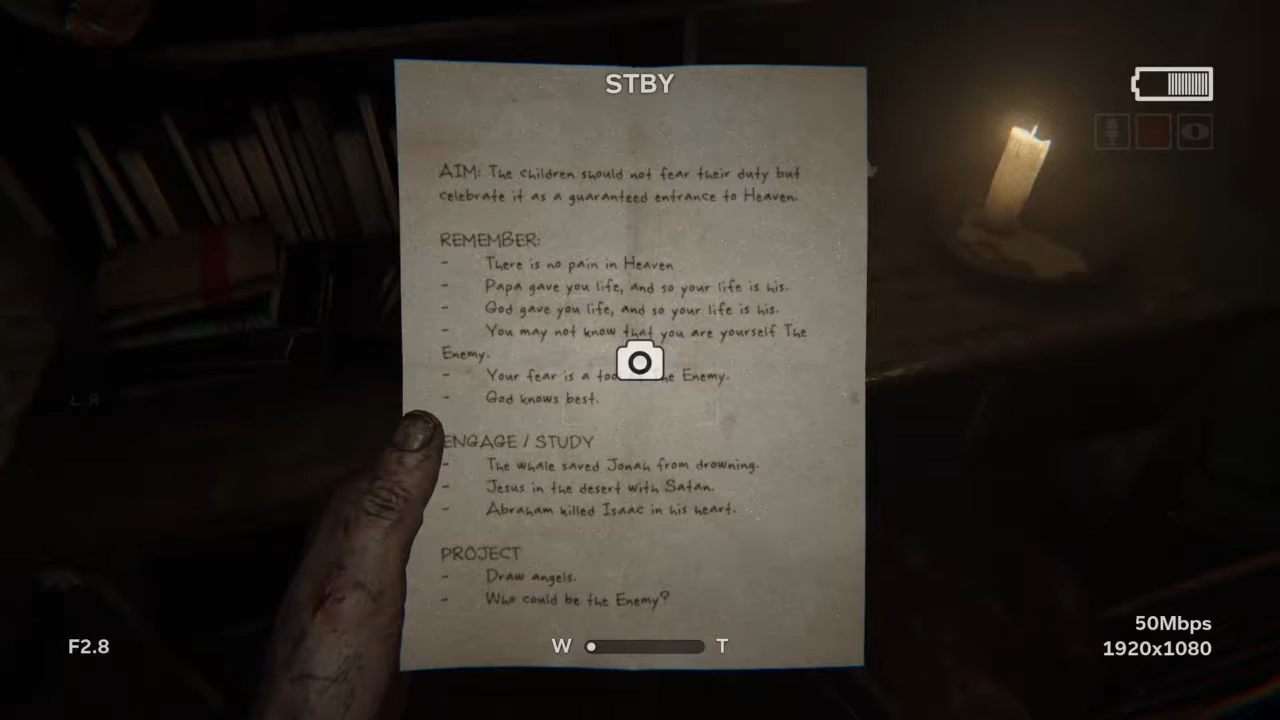 STBY
AIM: The children should not fear their duty but
celebrate it as a guaranteed entrance to Heaven.
REMEMBER:
- There is no pain in Heaven
- Papa gave you life, and so your life is his.
- God gave you life, and so your life is his.
- You may not know that you are yourself The
Enemy.
- Your fear is a Enemy.
- God knows best.
ENGAGE / STUDY
- The whale saved Jonah from drowning.
- Jesus in the desert with Satan.
- Abraham killed Isaac in his heart.
PROJECT
- Draw angels.
- Who could be the Enemy?
F2.8
W T
50Mbps
1920x1080